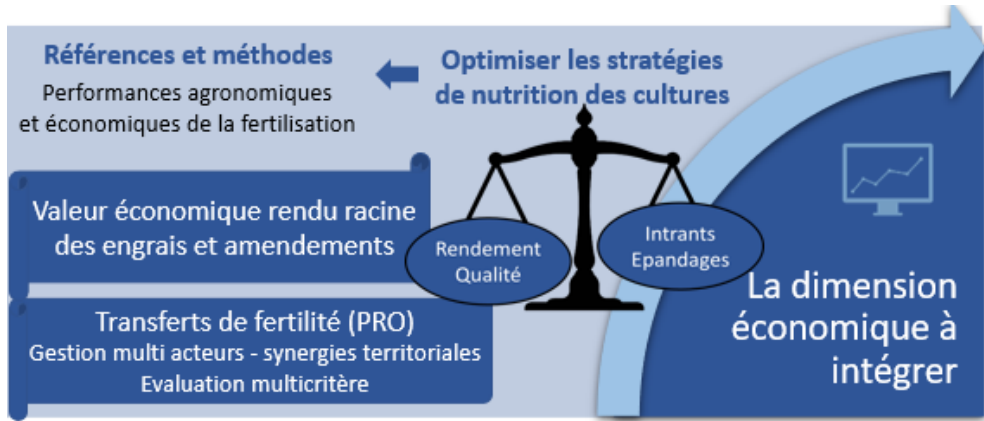 Références et méthodes
Performances agronomiques
et économiques de la fertilisation
Optimiser les stratégies
de nutrition des cultures
Valeur économique rendu racine
des engrais et amendements
Rendement
Qualité
Intrants
Epandages
Transferts de fertilité (PRO)
Gestion multi acteurs - synergies territoriales
Evaluation multicritère
La dimension
économique à
intégrer